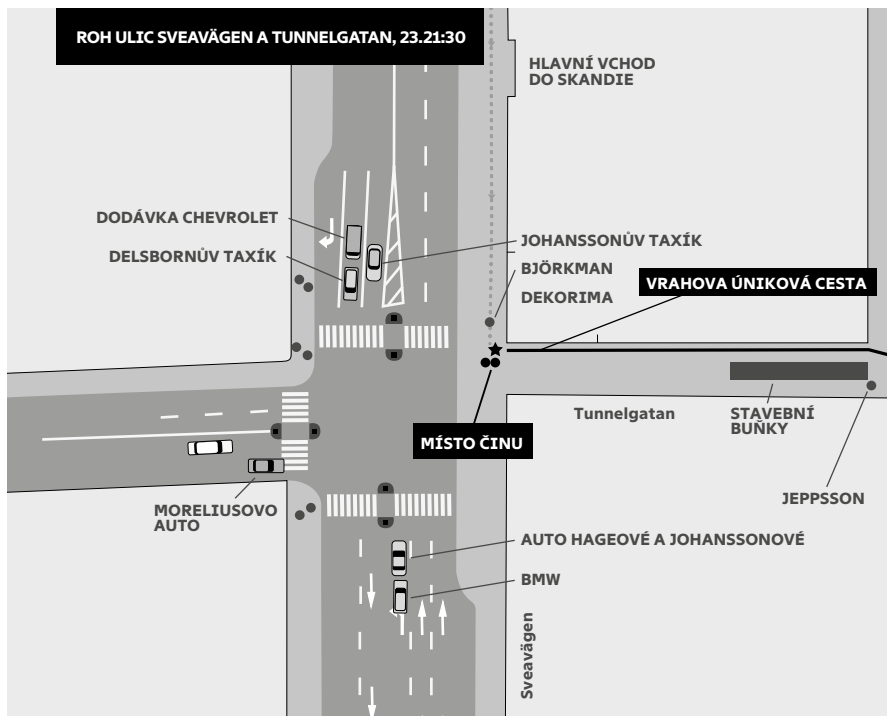 ROH ULIC SVEAVÄGEN A TUNNELGATAN, 23.21:30
HLAVNÍ VCHOD
DO SKANDIE
DODÁVKA CHEVROLET
DELSBORNŮV TAXÍK
JOHANSSONŮV TAXÍK
BJÖRKMAN
DEKORIMA
VRAHOVA ÚNIKOVÁ CESTA
Tunnelgatan
STAVEBNÍ
BUŇKY
MÍSTO ČINU
JEPPSSON
MORELIUSOVO
AUTO
AUTO HAGEOVÉ A JOHANSSONOVÉ
BMW
Sveavägen